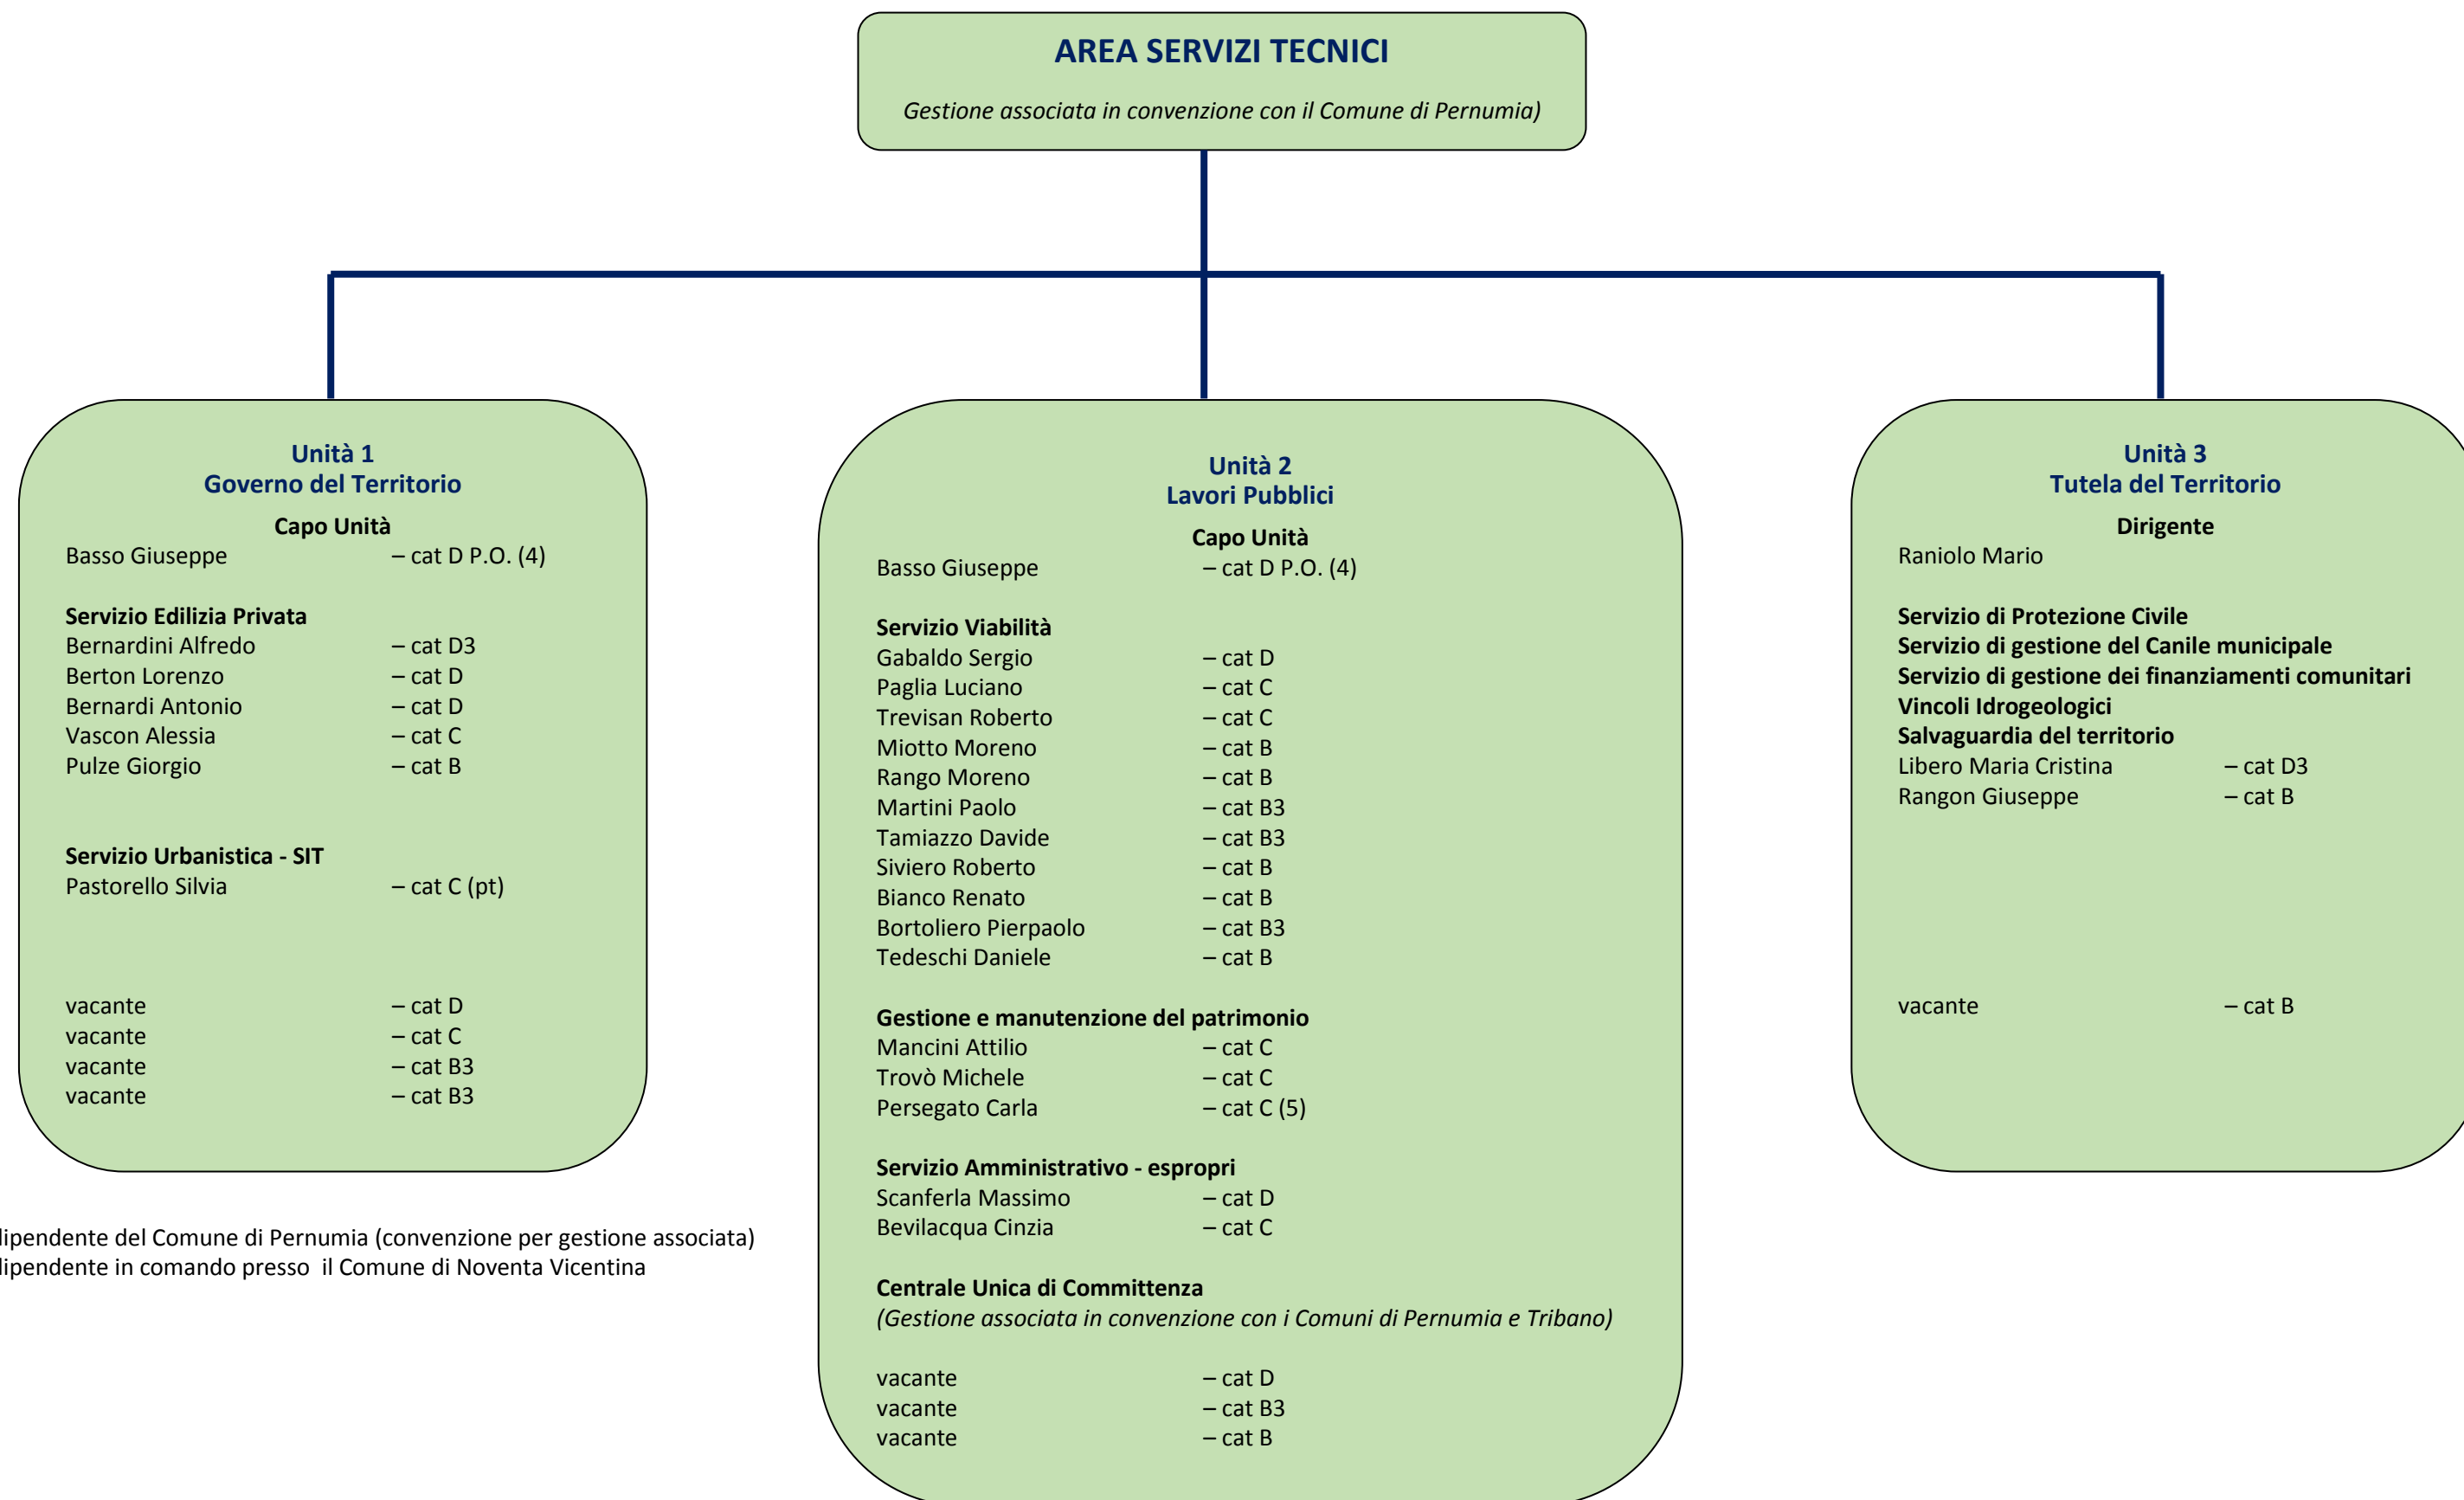 AREA SERVIZI TECNICI
Gestione associata in convenzione con il Comune di Pernumia)
Unità 1
Governo del Territorio
Capo Unità
Basso Giuseppe – cat D P.O. (4)
Servizio Edilizia Privata
Bernardini Alfredo – cat D3
Berton Lorenzo – cat D
Bernardi Antonio – cat D
Vascon Alessia – cat C
Pulze Giorgio – cat B
Servizio Urbanistica - SIT
Pastorello Silvia – cat C (pt)
vacante – cat D
vacante – cat C
vacante – cat B3
vacante – cat B3
Unità 2
Lavori Pubblici
Capo Unità
Basso Giuseppe – cat D P.O. (4)
Servizio Viabilità
Gabaldo Sergio – cat D
Paglia Luciano – cat C
Trevisan Roberto – cat C
Miotto Moreno – cat B
Rango Moreno – cat B
Martini Paolo – cat B3
Tamiazzo Davide – cat B3
Siviero Roberto – cat B
Bianco Renato – cat B
Bortoliero Pierpaolo – cat B3
Tedeschi Daniele – cat B
Gestione e manutenzione del patrimonio
Mancini Attilio – cat C
Trovò Michele – cat C
Persegato Carla – cat C (5)
Servizio Amministrativo - espropri
Scanferla Massimo – cat D
Bevilacqua Cinzia – cat C
Centrale Unica di Committenza
(Gestione associata in convenzione con i Comuni di Pernumia e Tribano)
vacante – cat D
vacante – cat B3
vacante – cat B
Unità 3
Tutela del Territorio
Dirigente
Raniolo Mario
Servizio di Protezione Civile
Servizio di gestione del Canile municipale
Servizio di gestione dei finanziamenti comunitari
Vincoli Idrogeologici
Salvaguardia del territorio
Libero Maria Cristina – cat D3
Rangon Giuseppe – cat B
vacante – cat B
dipendente del Comune di Pernumia (convenzione per gestione associata)
dipendente in comando presso il Comune di Noventa Vicentina